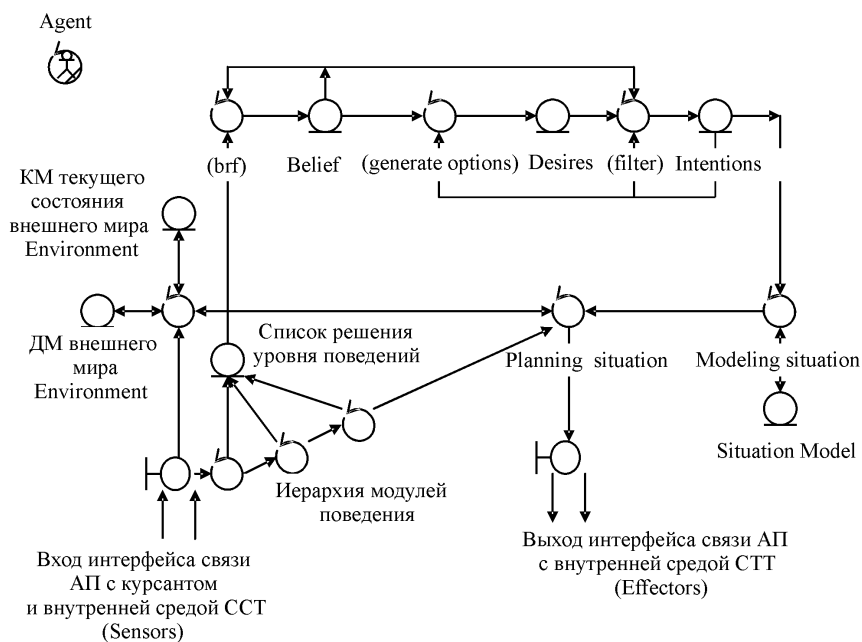 Agent
(brf)
Belief
(generate options)
Desires
(filter)
Intentions
КМ текущего
состояния
внешнего мира
Environment
ДМ внешнего
мира
Environment
Список решения
уровня поведений
Planning situation
Modeling situation
Situation Model
Иерархия модулей
поведения
Вход интерфейса связи
АП с курсантом
и внутренней средой ССТ
(Sensors)
Выход интерфейса связи АП
с внутренней средой СТТ
(Effectors)